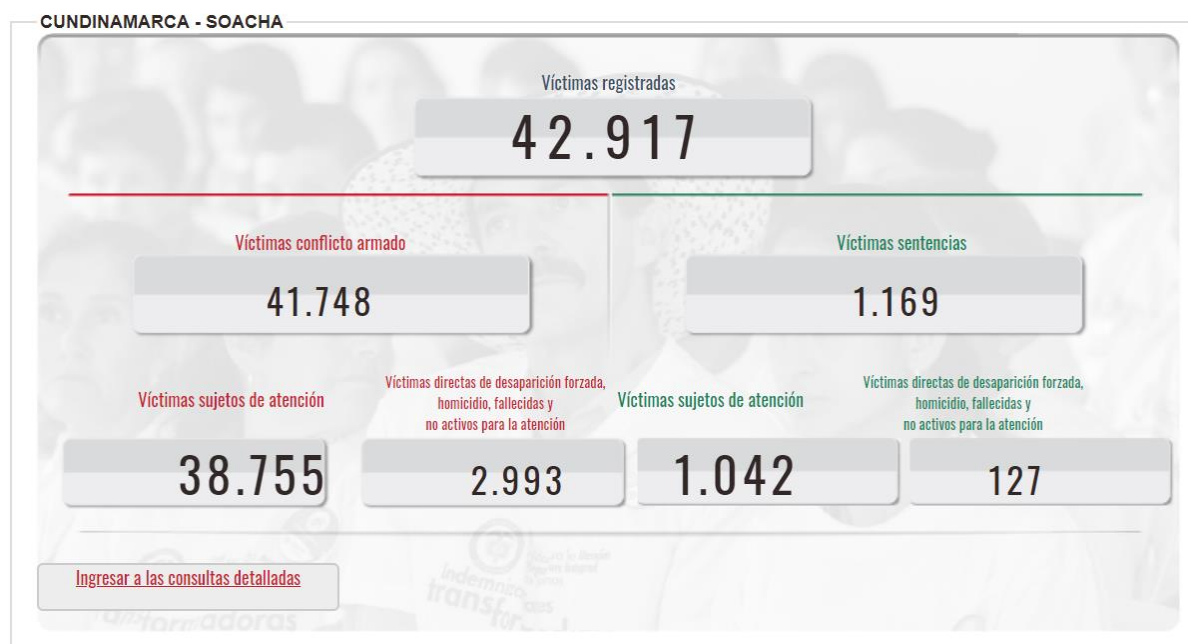 CUNDINAMARCA - SOACHA
Víctimas registradas
42.917
Víctimas conflicto armado
41.748
Víctimas sentencias
1.169
Víctimas sujetos de atención
38.755
Víctimas directas de desaparición forzada,
homicidio, fallecidas y
no activos para la atención
2.993
Víctimas sujetos de atención
1.042
Víctimas directas de desaparición forzada,
homicidio, fallecidas y
no activos para la atención
127
Ingresar a las consultas detalladas